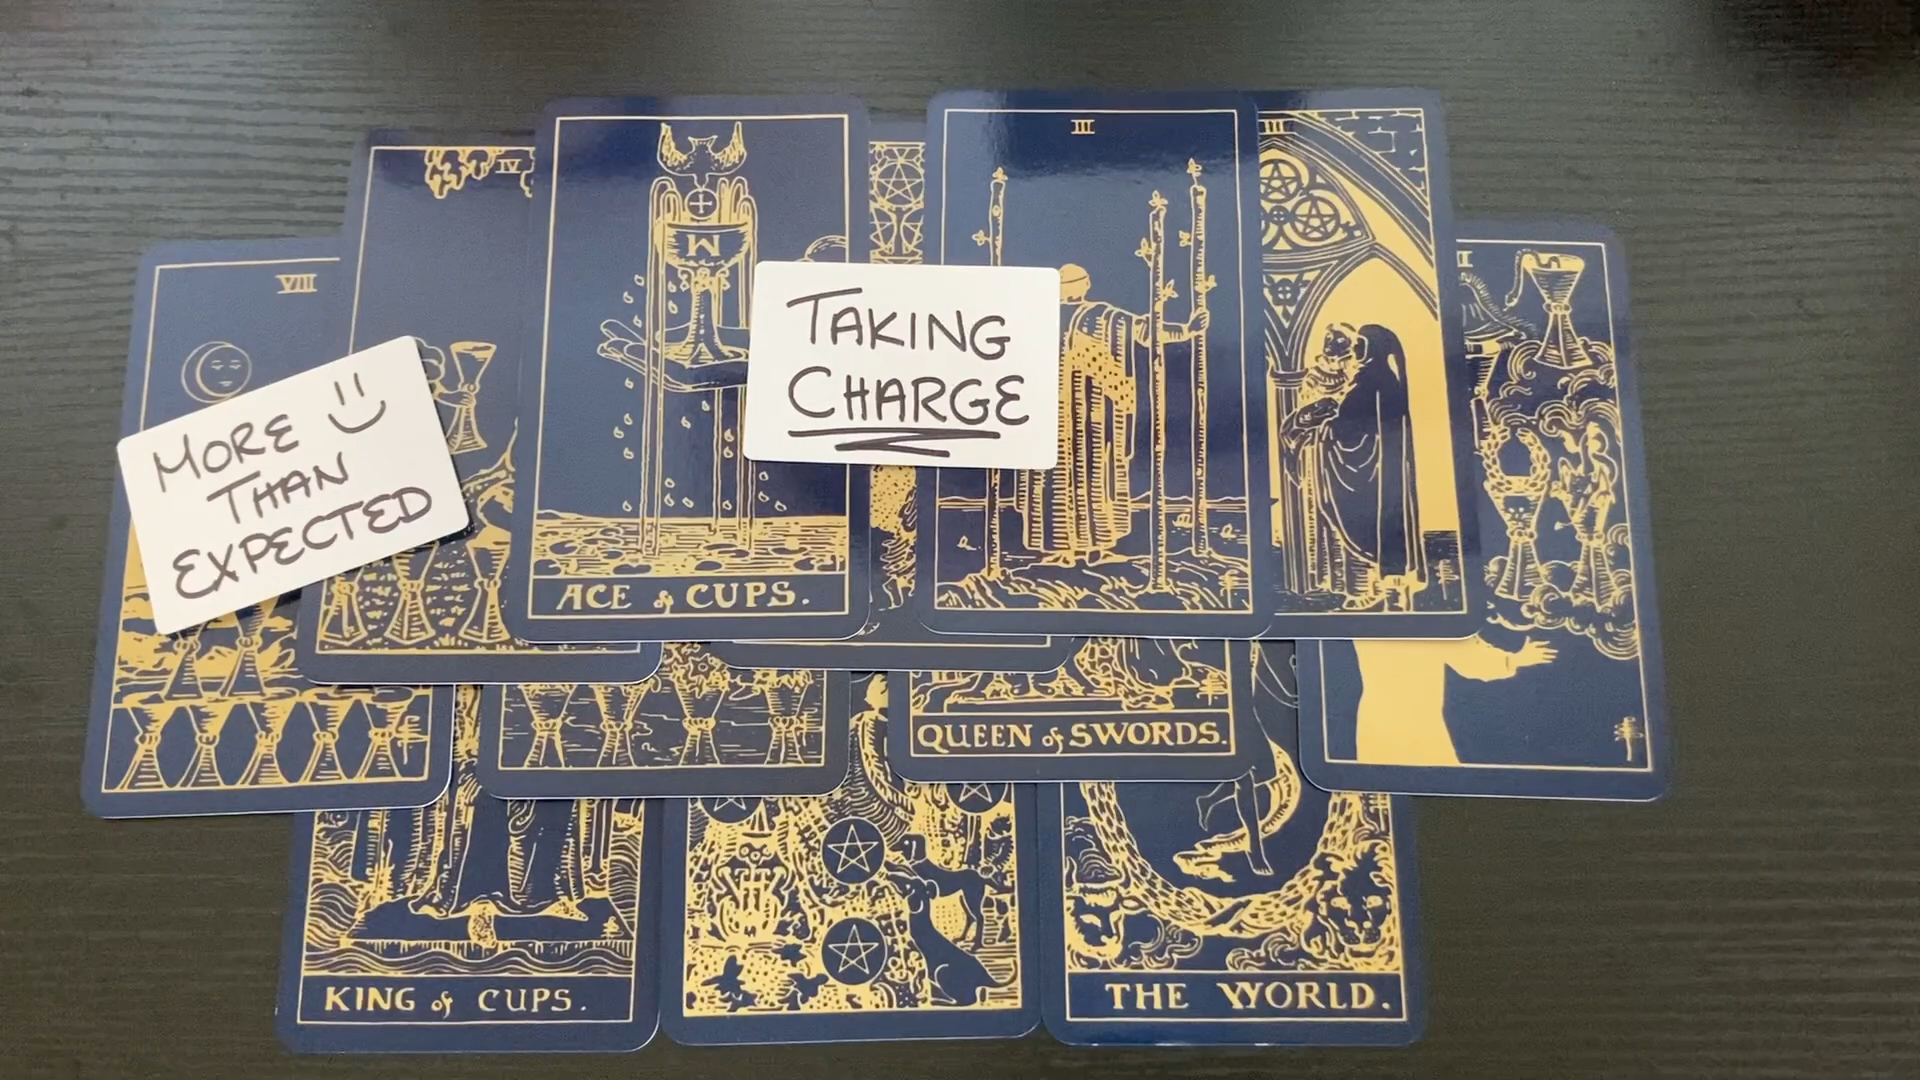 III
III
IV
VIII
MORE
THAN
EXPECTED
TAKING
CHARGE
ACE of CUPS.
QUEEN of SWORDS.
KING of CUPS.
THE WORLD.